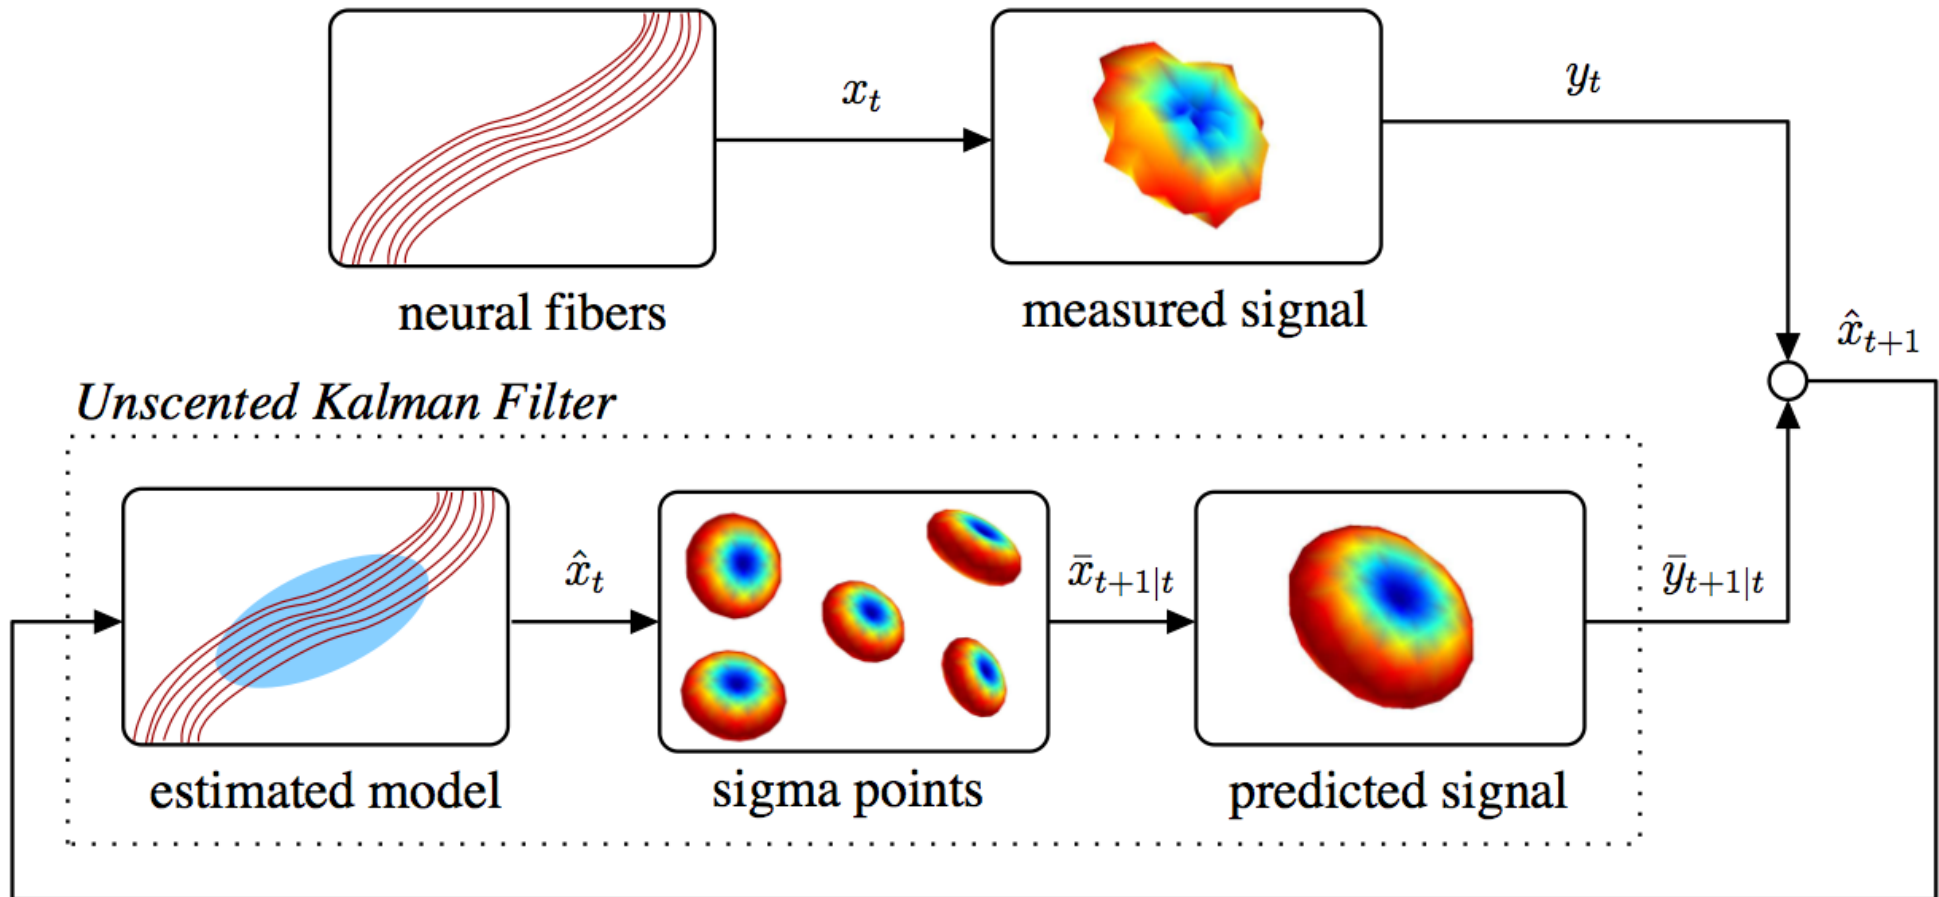 x_t
y_t
neural fibers
measured signal
x̂_{t+1}
Unscented Kalman Filter
x̂_t
x̄_{t+1|t}
ȳ_{t+1|t}
estimated model
sigma points
predicted signal